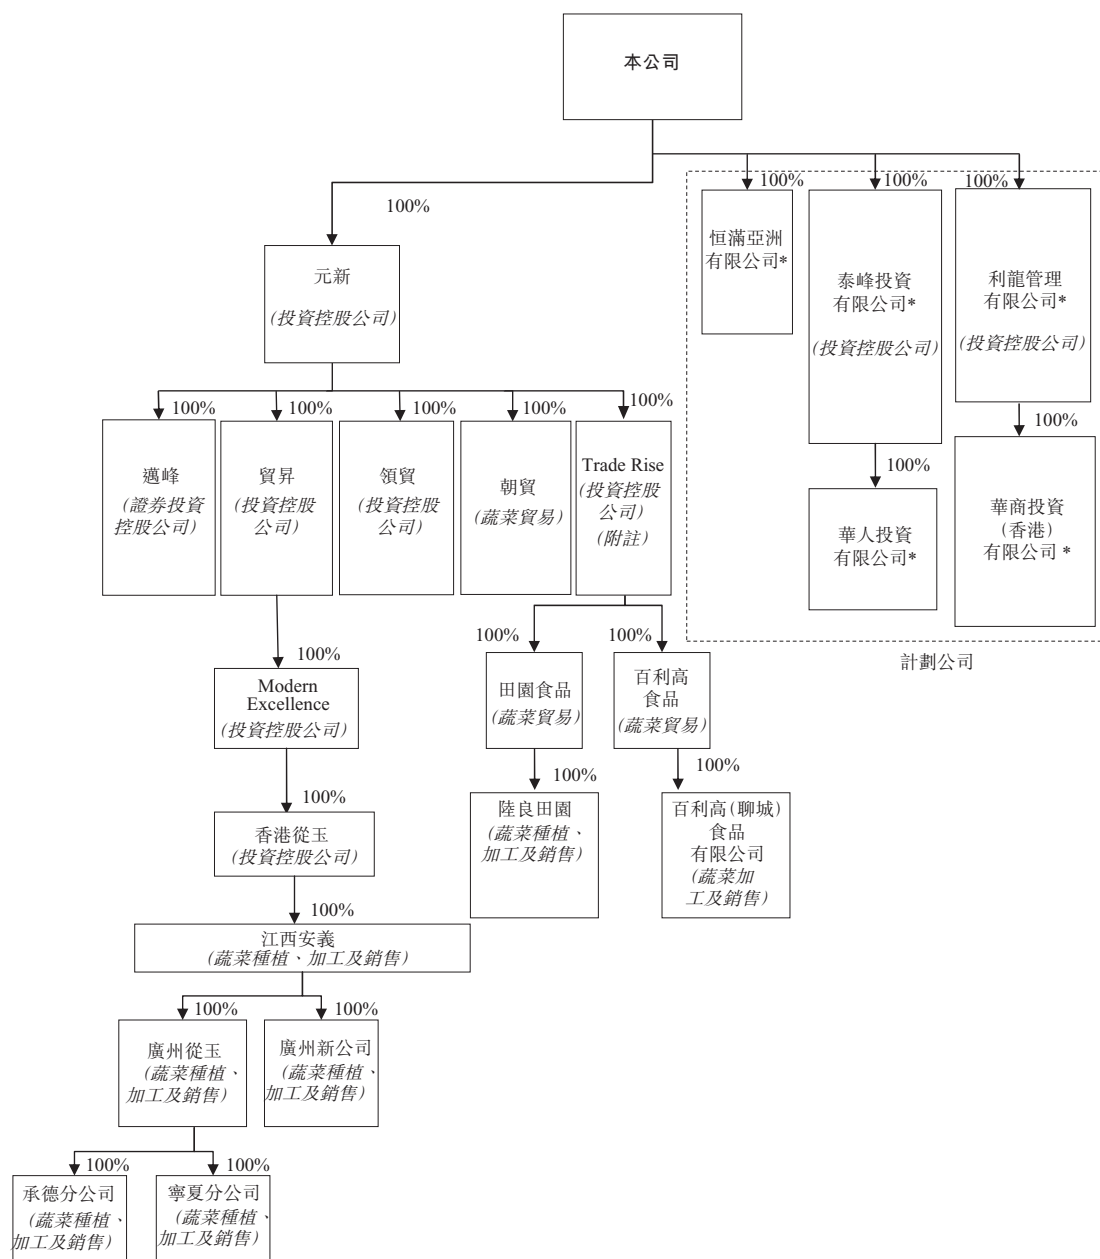 本公司
100%
100%
100%
100%
恒滿亞洲
有限公司*
泰峰投資
有限公司*
(投資控股公司)
利龍管理
有限公司*
(投資控股公司)
元新
(投資控股公司)
100%
100%
100%
100%
100%
100%
100%
邁峰
(證券投資
控股公司)
貿昇
(投資控股
公司)
領貿
(投資控股
公司)
朝貿
(蔬菜貿易)
Trade Rise
(投資控股
公司)
(附註)
華人投資
有限公司*
華商投資
(香港)
有限公司 *
計劃公司
100%
100%
100%
Modern
Excellence
(投資控股公司)
田園食品
(蔬菜貿易)
百利高
食品
(蔬菜貿易)
100%
100%
100%
香港從玉
(投資控股公司)
陸良田園
(蔬菜種植、
加工及銷售)
百利高(聊城)
食品
有限公司
(蔬菜加
工及銷售)
100%
江西安義
(蔬菜種植、加工及銷售)
100%
100%
廣州從玉
(蔬菜種植、
加工及銷售)
廣州新公司
(蔬菜種植、
加工及銷售)
100%
100%
承德分公司
(蔬菜種植、
加工及銷售)
寧夏分公司
(蔬菜種植、
加工及銷售)